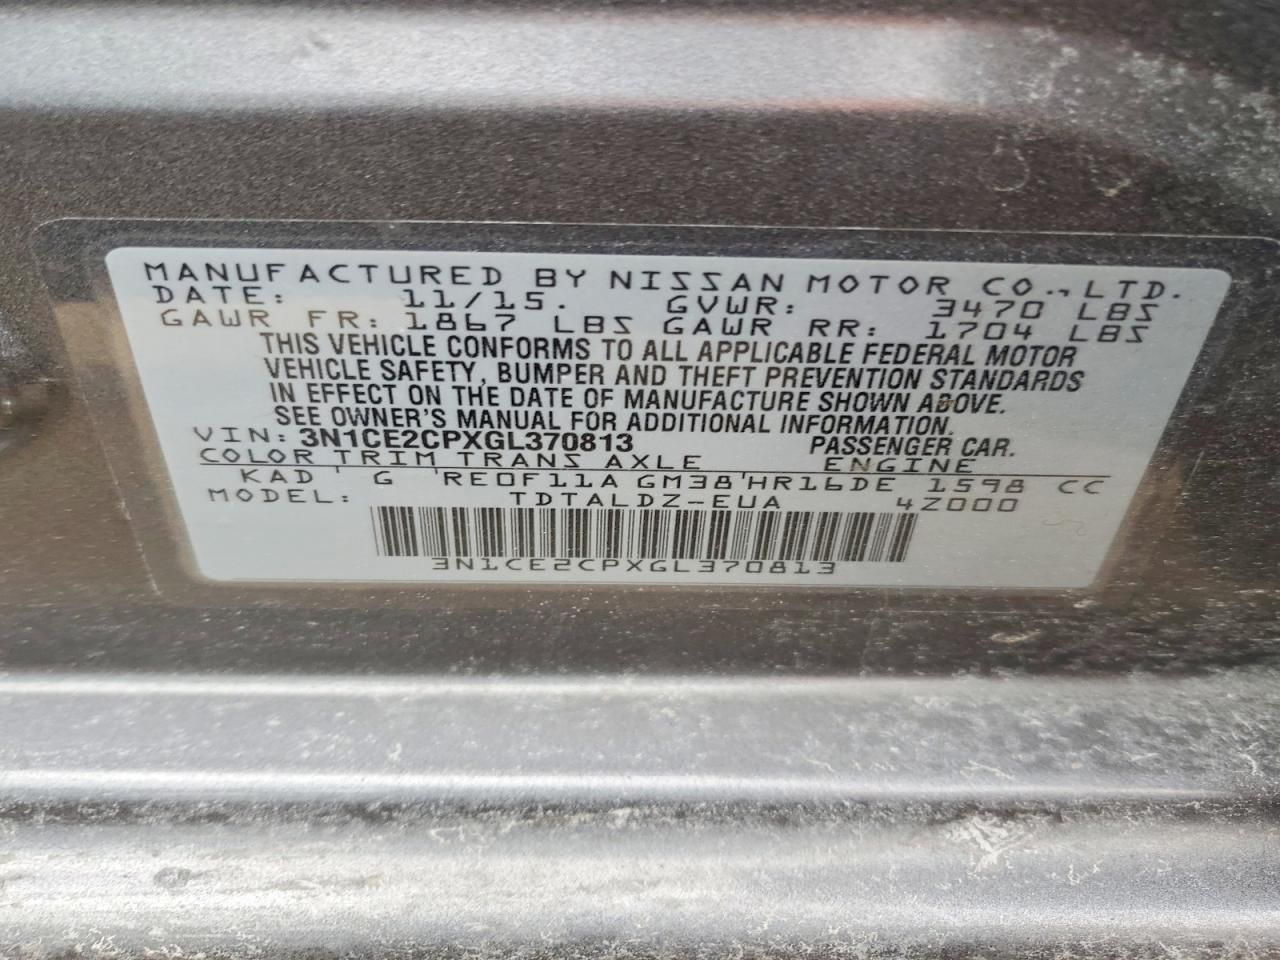 MANUFACTURED BY NISSAN MOTOR CO., LTD.
DATE: 11/15. GVWR: 3470 LBS
GAWR FR: 1867 LBS GAWR RR: 1704 LBS
THIS VEHICLE CONFORMS TO ALL APPLICABLE FEDERAL MOTOR
VEHICLE SAFETY, BUMPER AND THEFT PREVENTION STANDARDS
IN EFFECT ON THE DATE OF MANUFACTURE SHOWN ABOVE.
SEE OWNER'S MANUAL FOR ADDITIONAL INFORMATION.
VIN: 3N1CE2CPXGL370813 PASSENGER CAR.
COLOR TRIM TRANS AXLE ENGINE
KAD ' G 'RE0F11A GM38'HR16DE 1598 CC
MODEL: TDTALDZ-EUA 4Z000
3N1CE2CPXGL370813